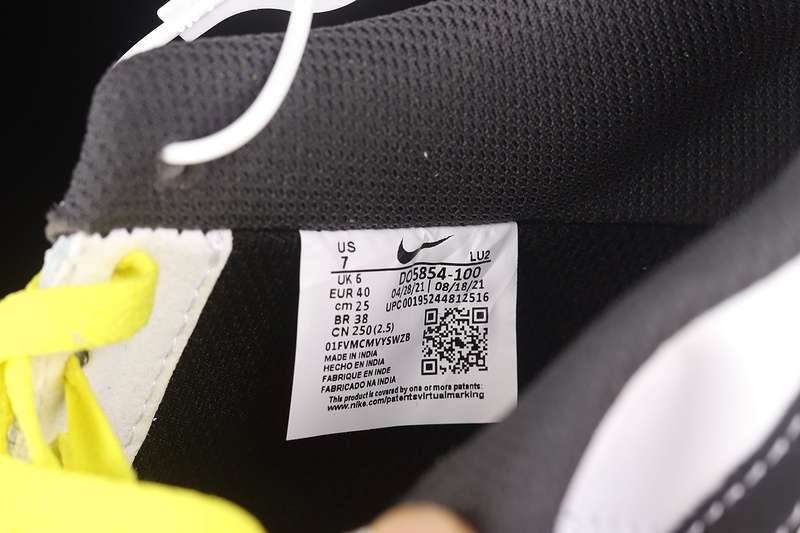 US
7
LU2
UK 6
DO5854-100
EUR 40
04/28/21 | 08/18/21
cm 25
UPC00195244812516
BR 38
CN 250 (2.5)
01FVMCMVYSWZB
MADE IN INDIA
HECHO EN INDIA
FABRIQUE EN INDE
FABRICADO NA INDIA
This product is covered by one or more patents:
www.nike.com/patentsvirtualmarking